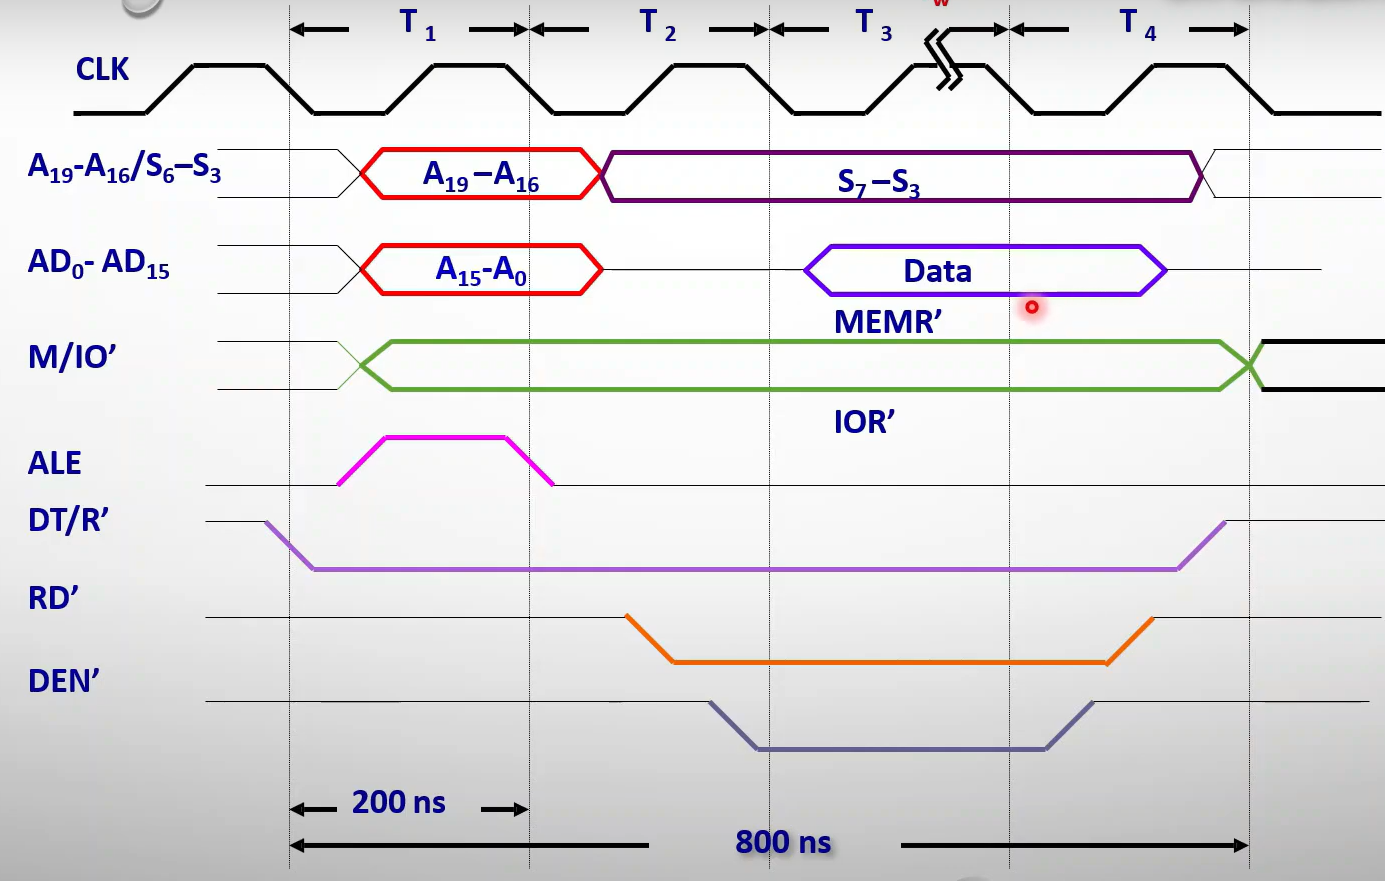 T1 T2 T3 w T4
CLK
A19-A16/S6–S3 A19 –A16 S7 –S3
AD0- AD15 A15-A0 Data
MEMR’
M/IO’
IOR’
ALE
DT/R’
RD’
DEN’
200 ns
800 ns